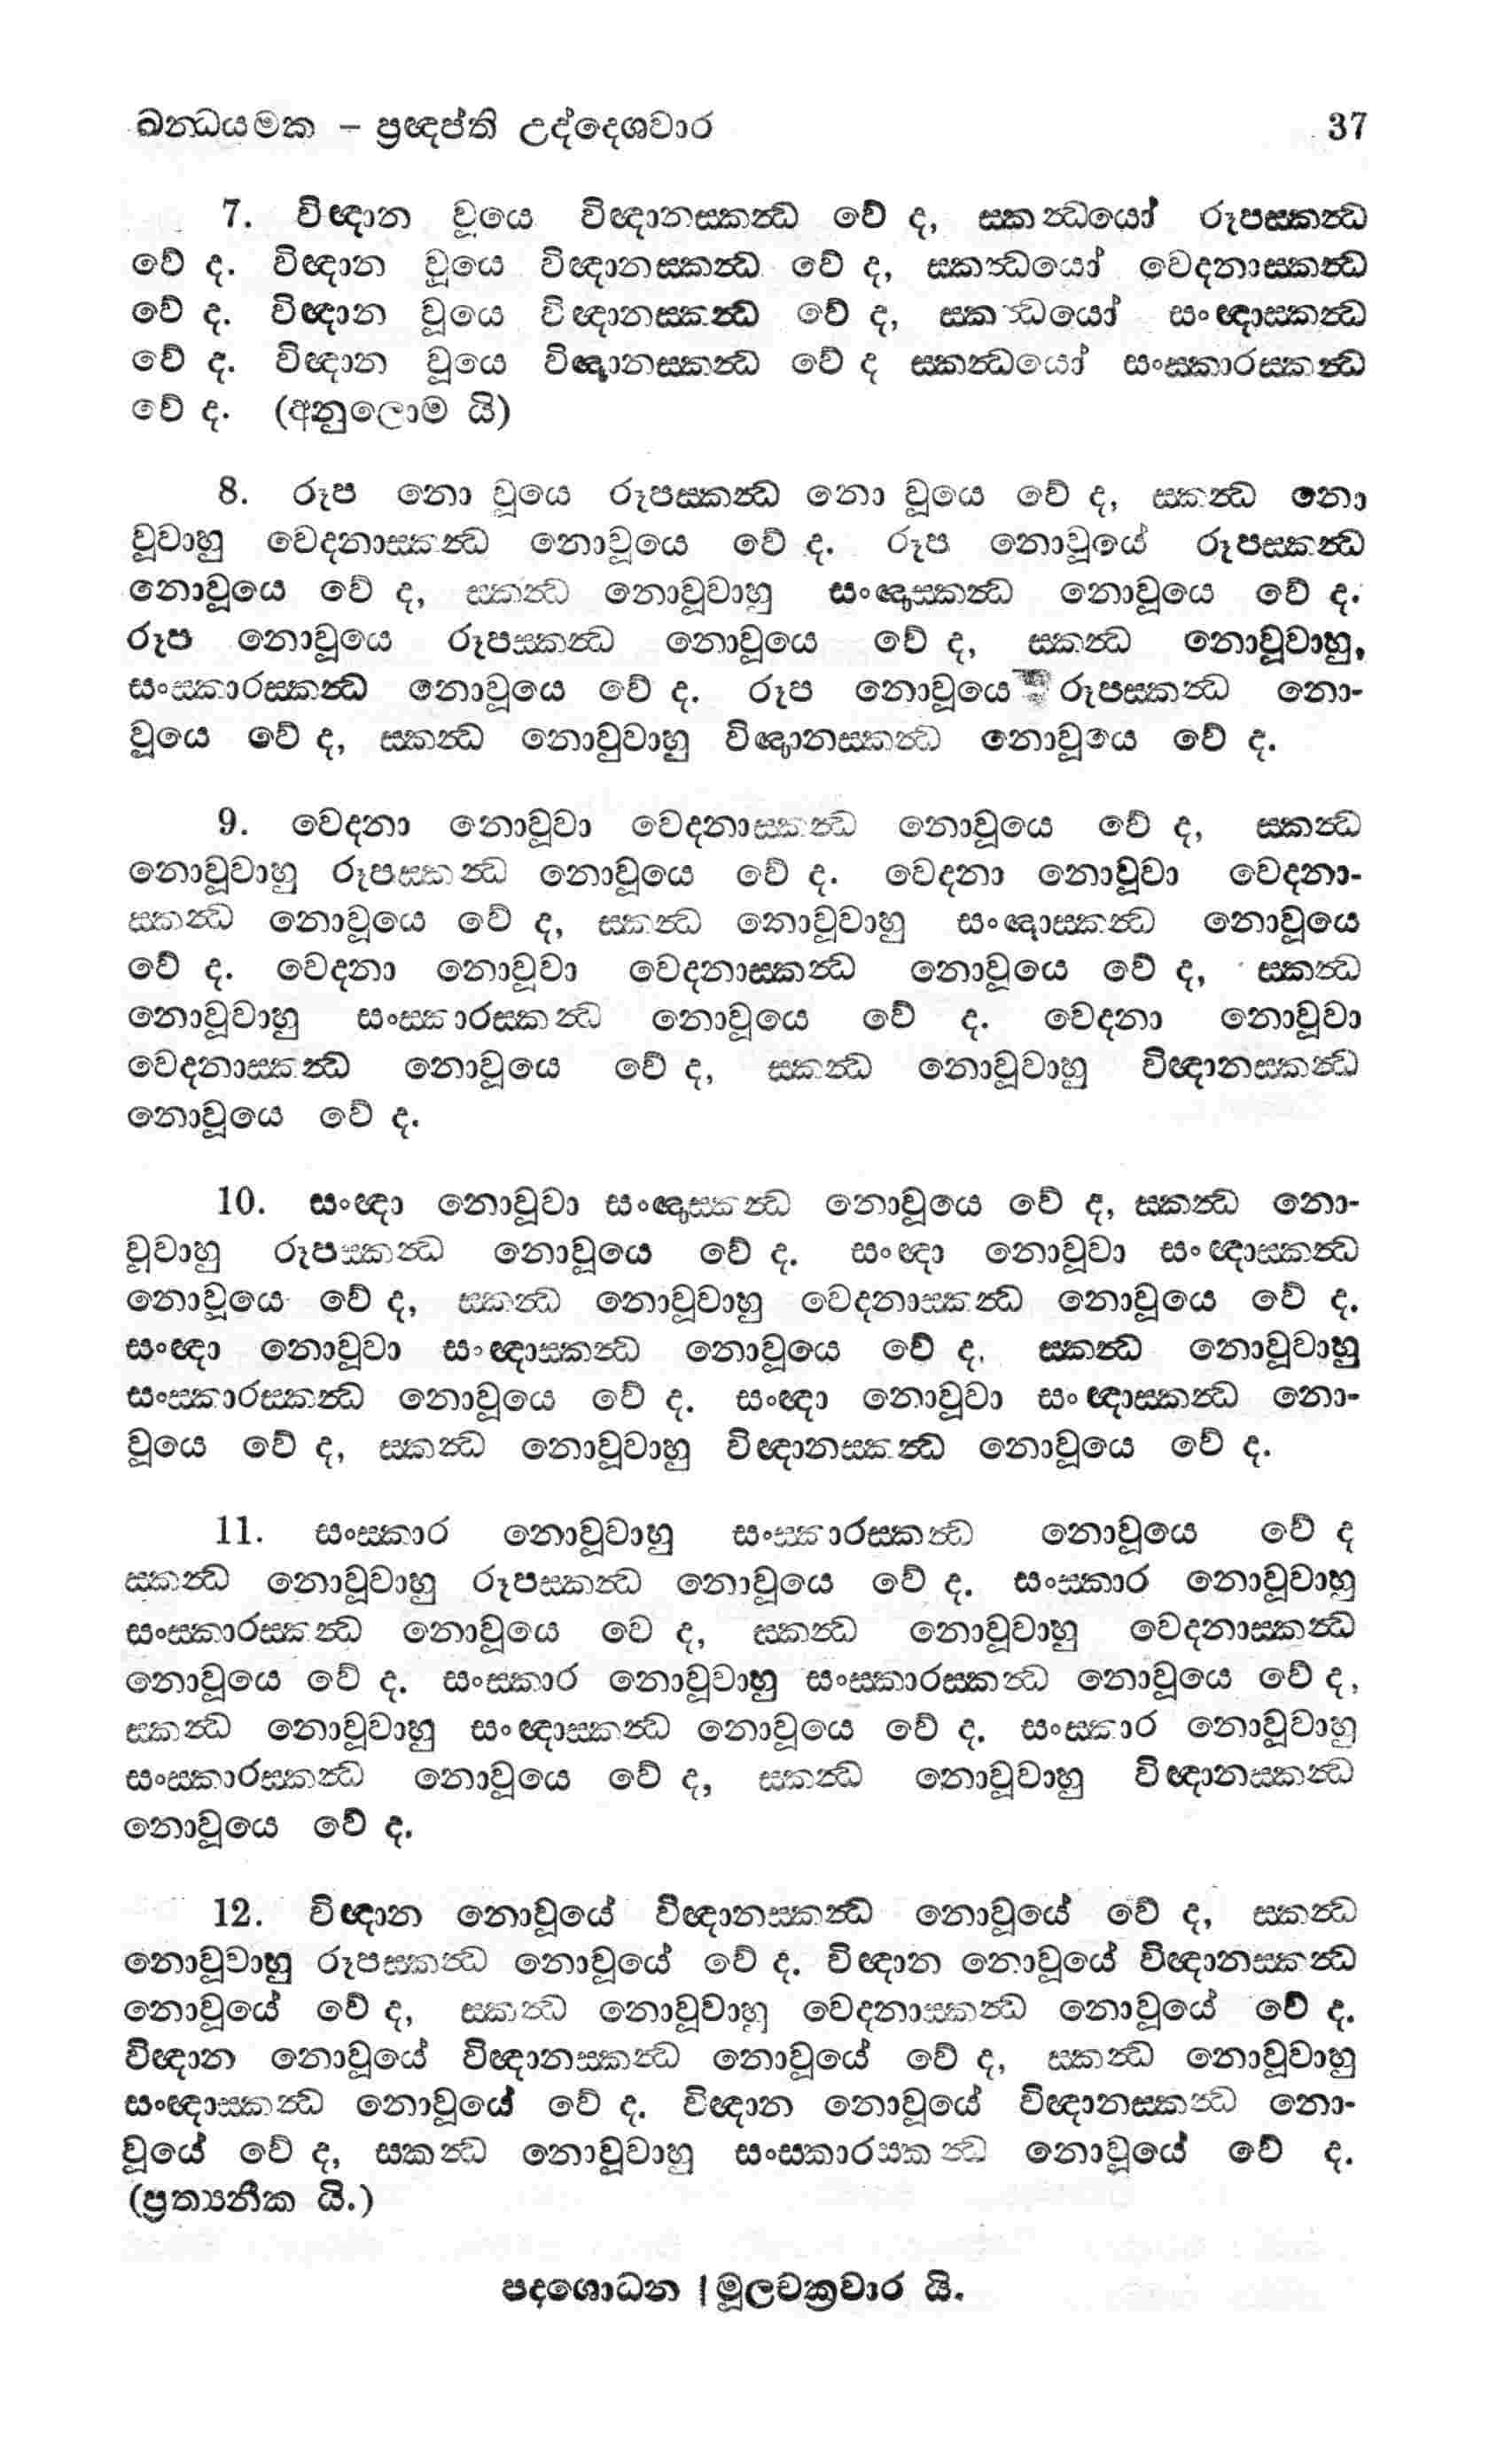 ඛන්ධයමක – ප්‍රඥප්ති උද්දෙශවාර 37
7. විඥාන වූයෙ විඥානස්කන්ධ වේ ද, ස්කන්ධයෝ රූපස්කන්ධ
වේ ද. විඥාන වූයෙ විඥානස්කන්ධ වේ ද, ස්කන්ධයෝ වෙදනාස්කන්ධ
වේ ද. විඥාන වූයෙ විඥානස්කන්ධ වේ ද, ස්කන්ධයෝ සංඥාස්කන්ධ
වේ ද. විඥාන වූයෙ විඥානස්කන්ධ වේ ද ස්කන්ධයෝ සංස්කාරස්කන්ධ
වේ ද. (අනුලොම යි)
8. රූප නො වූයෙ රූපස්කන්ධ නො වූයෙ වේ ද, ස්කන්ධ නො
වූවාහු වෙදනාස්කන්ධ නොවූයෙ වේ ද. රූප නොවූයේ රූපස්කන්ධ
නොවූයෙ වේ ද, ස්කන්ධ නොවූවාහු සංඥාස්කන්ධ නොවූයෙ වේ ද.
රූප නොවූයෙ රූපස්කන්ධ නොවූයෙ වේ ද, ස්කන්ධ නොවූවාහු,
සංස්කාරස්කන්ධ නොවූයෙ වේ ද. රූප නොවූයෙ රූපස්කන්ධ නො-
වූයෙ වේ ද, ස්කන්ධ නොවුවාහු විඥානස්කන්ධ නොවූයෙ වේ ද.
9. වෙදනා නොවූවා වෙදනාස්කන්ධ නොවූයෙ වේ ද, ස්කන්ධ
නොවූවාහු රූපස්කන්ධ නොවූයෙ වේ ද. වෙදනා නොවූවා වෙදනා-
ස්කන්ධ නොවූයෙ වේ ද, ස්කන්ධ නොවූවාහු සංඥාස්කන්ධ නොවූයෙ
වේ ද. වෙදනා නොවූවා වෙදනාස්කන්ධ නොවූයෙ වේ ද, ස්කන්ධ
නොවූවාහු සංස්කාරස්කන්ධ නොවූයෙ වේ ද. වෙදනා නොවූවා
වෙදනාස්කන්ධ නොවූයෙ වේ ද, ස්කන්ධ නොවූවාහු විඥානස්කන්ධ
නොවූයෙ වේ ද.
10. සංඥා නොවූවා සංඥාස්කන්ධ නොවූයෙ වේ ද, ස්කන්ධ නො-
වූවාහු රූපස්කන්ධ නොවූයෙ වේ ද. සංඥා නොවූවා සංඥාස්කන්ධ
නොවූයෙ වේ ද, ස්කන්ධ නොවූවාහු වෙදනාස්කන්ධ නොවූයෙ වේ ද.
සංඥා නොවූවා සංඥාස්කන්ධ නොවූයෙ වේ ද, ස්කන්ධ නොවූවාහු
සංස්කාරස්කන්ධ නොවූයෙ වේ ද. සංඥා නොවූවා සංඥාස්කන්ධ නො-
වූයෙ වේ ද, ස්කන්ධ නොවූවාහු විඥානස්කන්ධ නොවූයෙ වේ ද.
11. සංස්කාර නොවූවාහු සංස්කාරස්කන්ධ නොවූයෙ වේ ද
ස්කන්ධ නොවූවාහු රූපස්කන්ධ නොවූයෙ වේ ද. සංස්කාර නොවූවාහු
සංස්කාරස්කන්ධ නොවූයෙ වෙ ද, ස්කන්ධ නොවූවාහු වෙදනාස්කන්ධ
නොවූයෙ වේ ද. සංස්කාර නොවූවාහු සංස්කාරස්කන්ධ නොවූයෙ වේ ද,
ස්කන්ධ නොවූවාහු සංඥාස්කන්ධ නොවූයෙ වේ ද. සංස්කාර නොවූවාහු
සංස්කාරස්කන්ධ නොවූයෙ වේ ද, ස්කන්ධ නොවූවාහු විඥානස්කන්ධ
නොවූයෙ වේ ද.
12. විඥාන නොවූයේ විඥානස්කන්ධ නොවූයේ වේ ද, ස්කන්ධ
නොවූවාහු රූපස්කන්ධ නොවූයේ වේ ද. විඥාන නොවූයේ විඥානස්කන්ධ
නොවූයේ වේ ද, ස්කන්ධ නොවූවාහු වෙදනාස්කන්ධ නොවූයේ වේ ද.
විඥාන නොවූයේ විඥානස්කන්ධ නොවූයේ වේ ද, ස්කන්ධ නොවූවාහු
සංඥාස්කන්ධ නොවූයේ වේ ද. විඥාන නොවූයේ විඥානස්කන්ධ නො-
වූයේ වේ ද, ස්කන්ධ නොවූවාහු සංස්කාරස්කන්ධ නොවූයේ වේ ද.
(ප්‍රත්‍යනීක යි.)
පදශොධන මූලචක්‍රවාර යි.